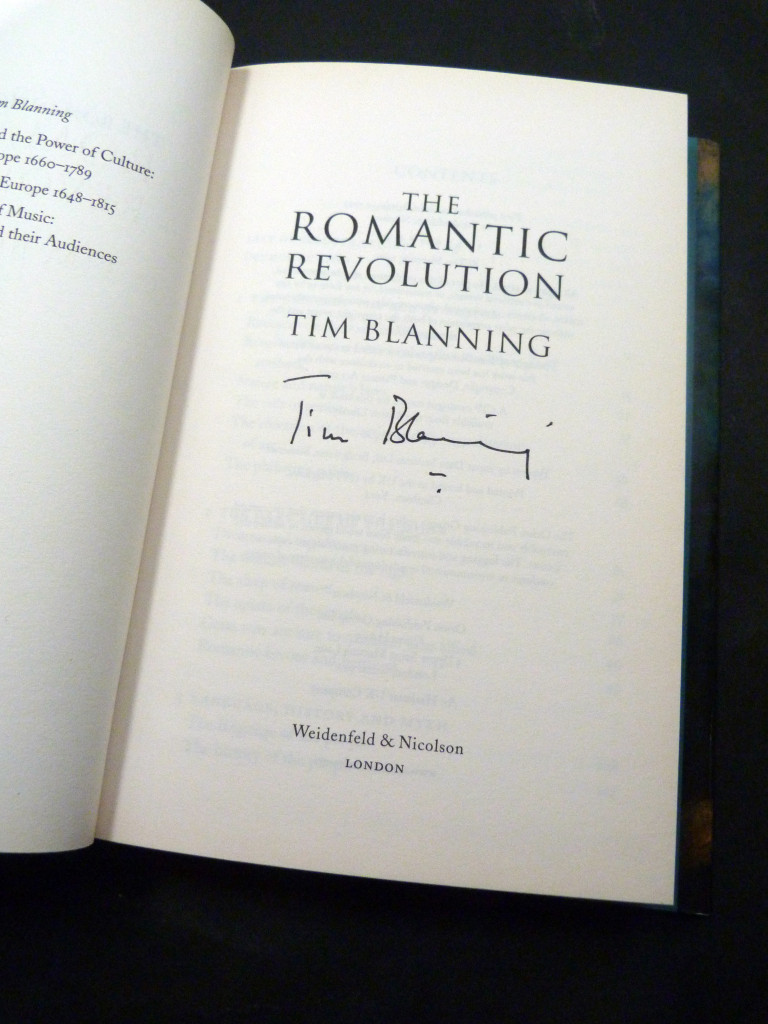 m Blanning
d the Power of Culture:
ope 1660–1789
Europe 1648–1815
f Music:
d their Audiences
THE
ROMANTIC
REVOLUTION
TIM BLANNING
Tim Blanning
Weidenfeld & Nicolson
LONDON